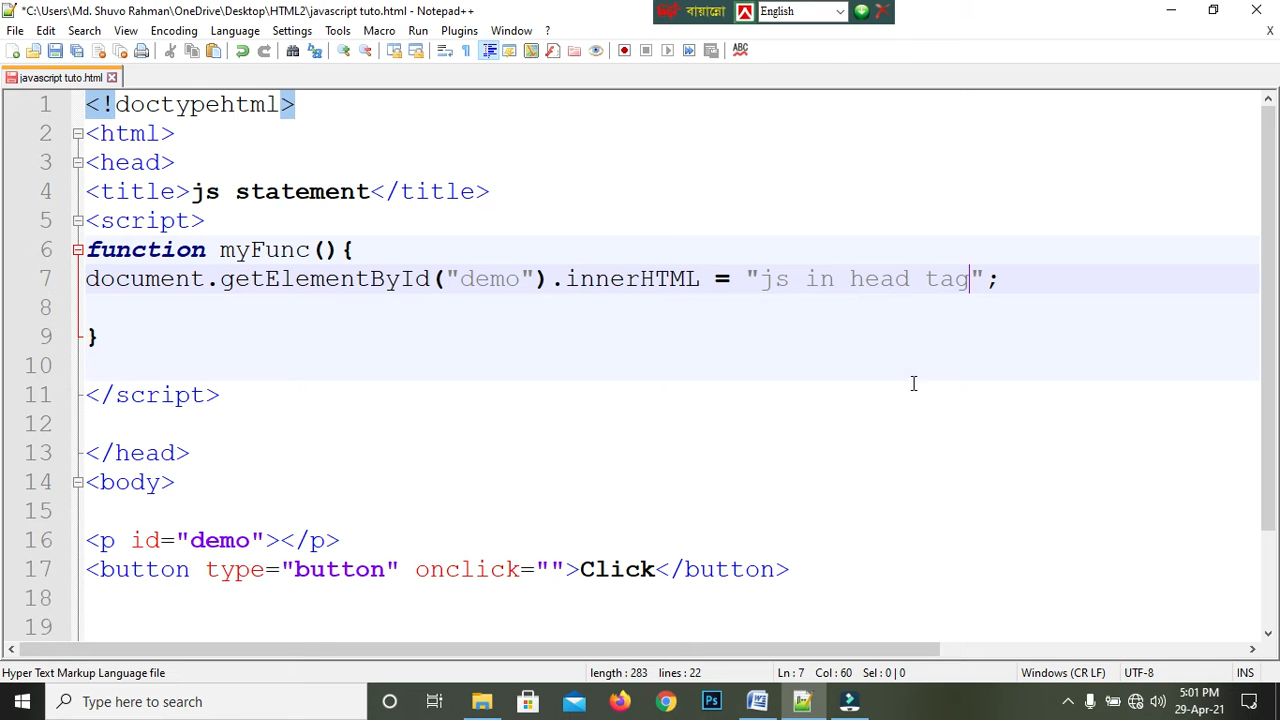 *C:\Users\Md. Shuvo Rahman\OneDrive\Desktop\HTML2\javascript tuto.html - Notepad++
বায়ান্নো
English
File Edit Search View Encoding Language Settings Tools Macro Run Plugins Window ?
X
ABC
javascript tuto.html
1 <!doctypehtml>
2 <html>
3 <head>
4 <title>js statement</title>
5 <script>
6 function myFunc(){
7 document.getElementById("demo").innerHTML = "js in head tag";
8
9 }
10
11 </script>
12
13 </head>
14 <body>
15
16 <p id="demo"></p>
17 <button type="button" onclick="">Click</button>
18
19
Hyper Text Markup Language file length : 283 lines : 22 Ln : 7 Col : 60 Sel : 0 | 0 Windows (CR LF) UTF-8 INS
Type here to search
Ps
W
5:01 PM
29-Apr-21